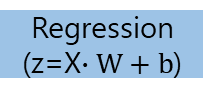 Regression
(z=X· W + b)